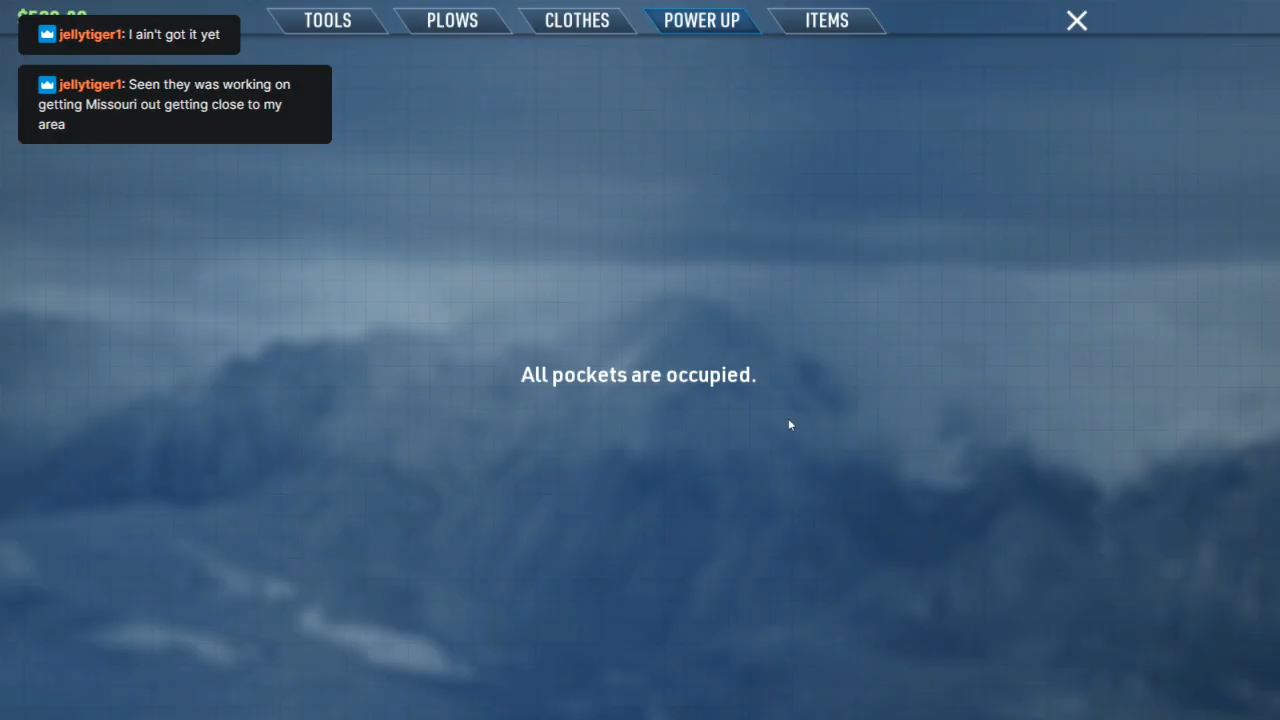 TOOLS
PLOWS
CLOTHES
POWER UP
ITEMS
jellytiger1: I ain't got it yet
jellytiger1: Seen they was working on
getting Missouri out getting close to my
area
All pockets are occupied.